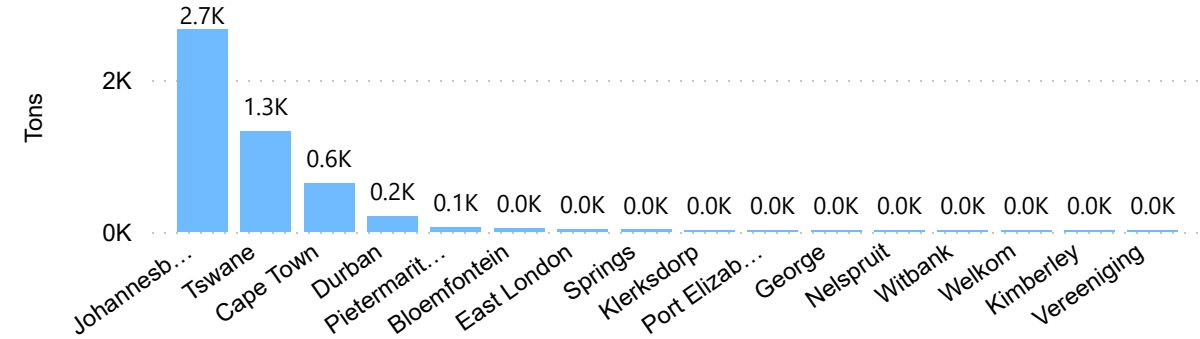 2.7K
2K
1.3K
Tons
0.6K
0.2K
0.1K
0.0K
0.0K
0.0K
0.0K
0.0K
0.0K
0.0K
0.0K
0.0K
0.0K
0.0K
0K
Johannesb…
Tswane
Cape Town
Durban
Pietermarit…
Bloemfontein
East London
Springs
Klerksdorp
Port Elizab…
George
Nelspruit
Witbank
Welkom
Kimberley
Vereeniging